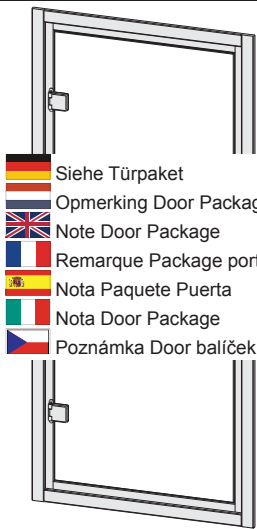 Siehe Türpaket
Opmerking Door Packag
Note Door Package
Remarque Package port
Nota Paquete Puerta
Nota Door Package
Poznámka Door balíček